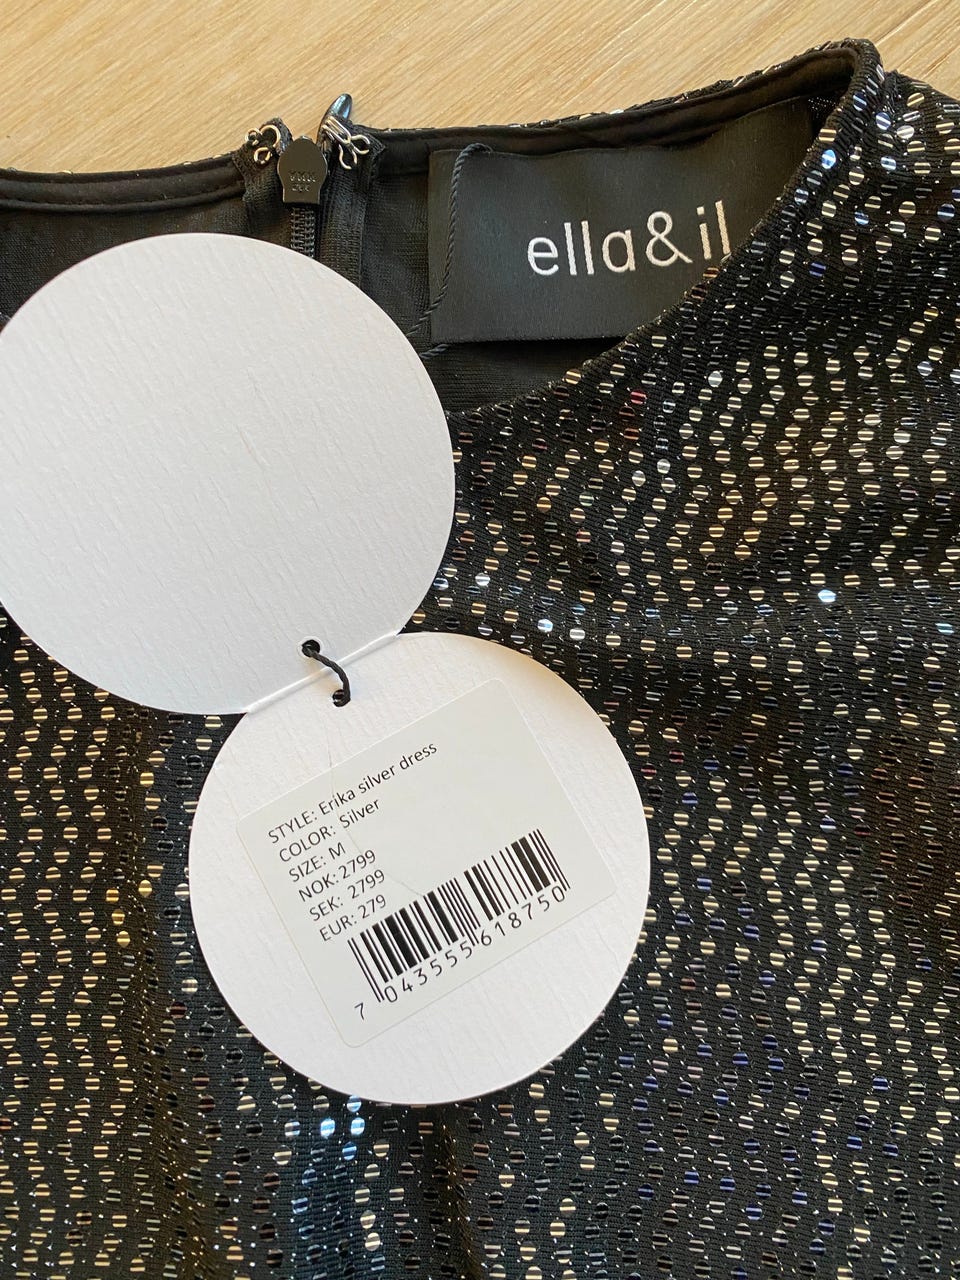 ella&il
STYLE: Erika silver dress
COLOR: Silver
SIZE: M
NOK: 2799
SEK: 2799
EUR: 279
7 043555 618750